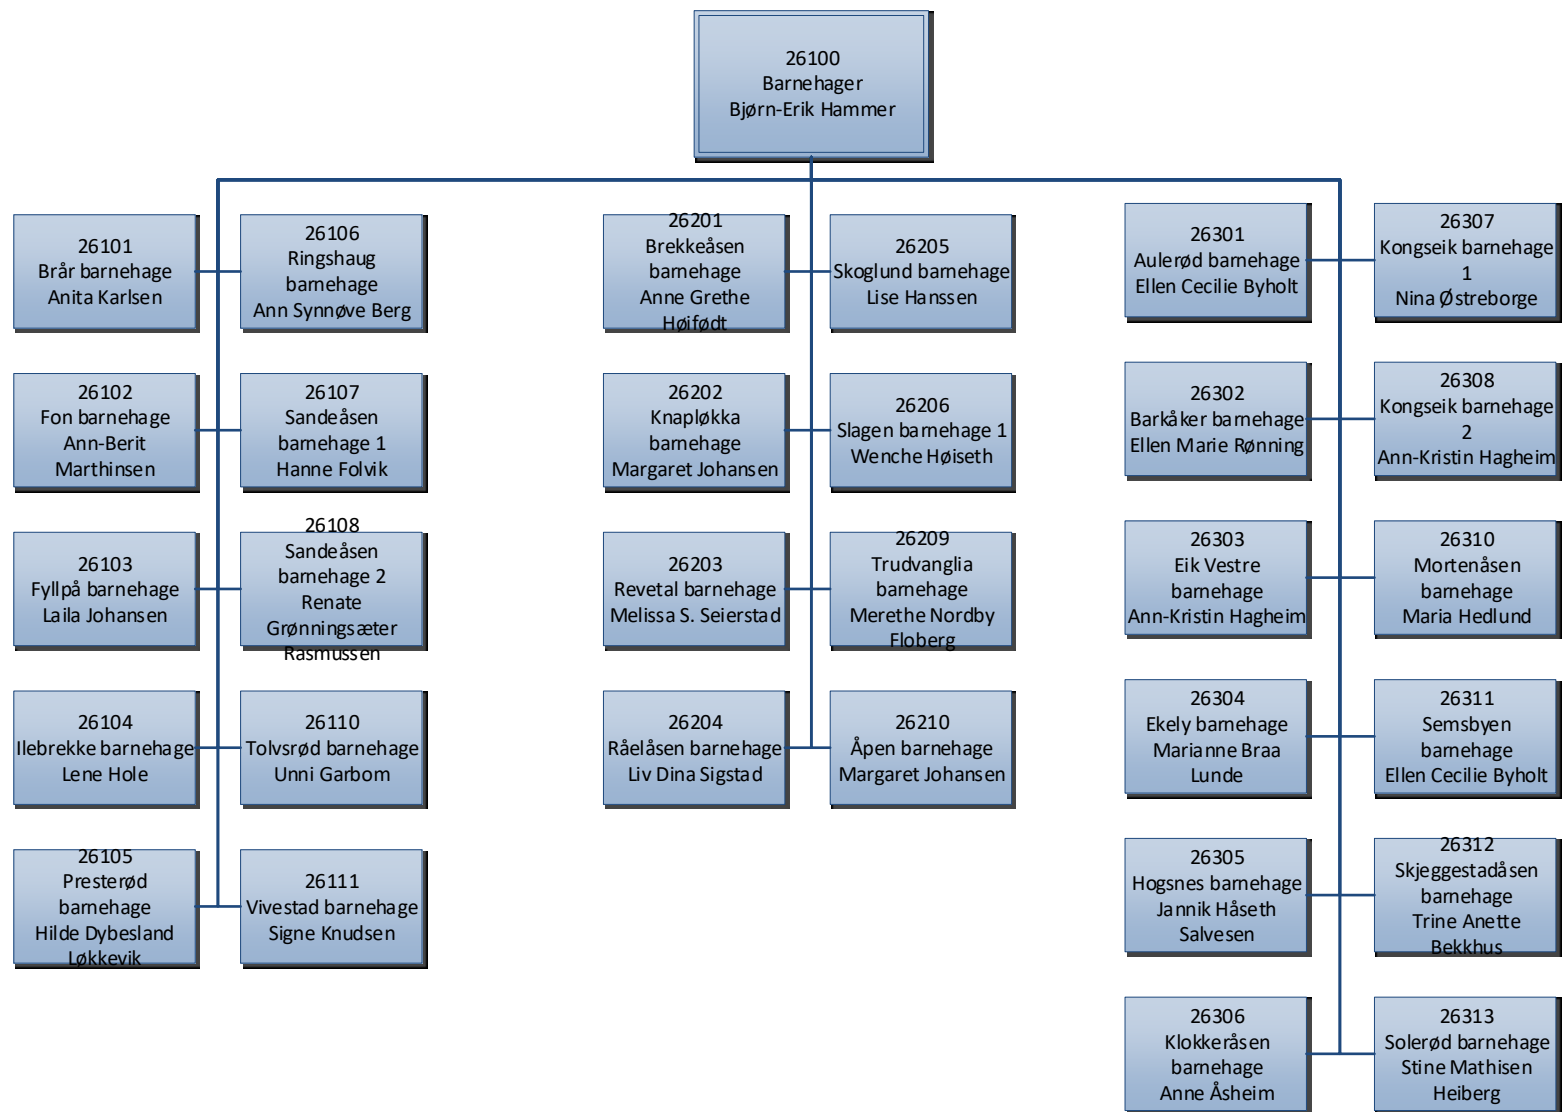 26100
Barnehager
Bjørn-Erik Hammer
26101
Brår barnehage
Anita Karlsen
26106
Ringshaug
barnehage
Ann Synnøve Berg
26102
Fon barnehage
Ann-Berit
Marthinsen
26107
Sandeåsen
barnehage 1
Hanne Folvik
26103
Fyllpå barnehage
Laila Johansen
26108
Sandeåsen
barnehage 2
Renate
Grønningsæter
Rasmussen
26104
Ilebrekke barnehage
Lene Hole
26110
Tolvsrød barnehage
Unni Garbom
26105
Presterød
barnehage
Hilde Dybesland
Løkkevik
26111
Vivestad barnehage
Signe Knudsen
26201
Brekkeåsen
barnehage
Anne Grethe
Høifødt
26205
Skoglund barnehage
Lise Hanssen
26202
Knapløkka
barnehage
Margaret Johansen
26206
Slagen barnehage 1
Wenche Høiseth
26203
Revetal barnehage
Melissa S. Seierstad
26209
Trudvanglia
barnehage
Merethe Nordby
Floberg
26204
Råelåsen barnehage
Liv Dina Sigstad
26210
Åpen barnehage
Margaret Johansen
26301
Aulerød barnehage
Ellen Cecilie Byholt
26307
Kongseik barnehage
1
Nina Østreborge
26302
Barkåker barnehage
Ellen Marie Rønning
26308
Kongseik barnehage
2
Ann-Kristin Hagheim
26303
Eik Vestre
barnehage
Ann-Kristin Hagheim
26310
Mortenåsen
barnehage
Maria Hedlund
26304
Ekely barnehage
Marianne Braa
Lunde
26311
Semsbyen
barnehage
Ellen Cecilie Byholt
26305
Hogsnes barnehage
Jannik Håseth
Salvesen
26312
Skjeggestadåsen
barnehage
Trine Anette
Bekkhus
26306
Klokkeråsen
barnehage
Anne Åsheim
26313
Solerød barnehage
Stine Mathisen
Heiberg